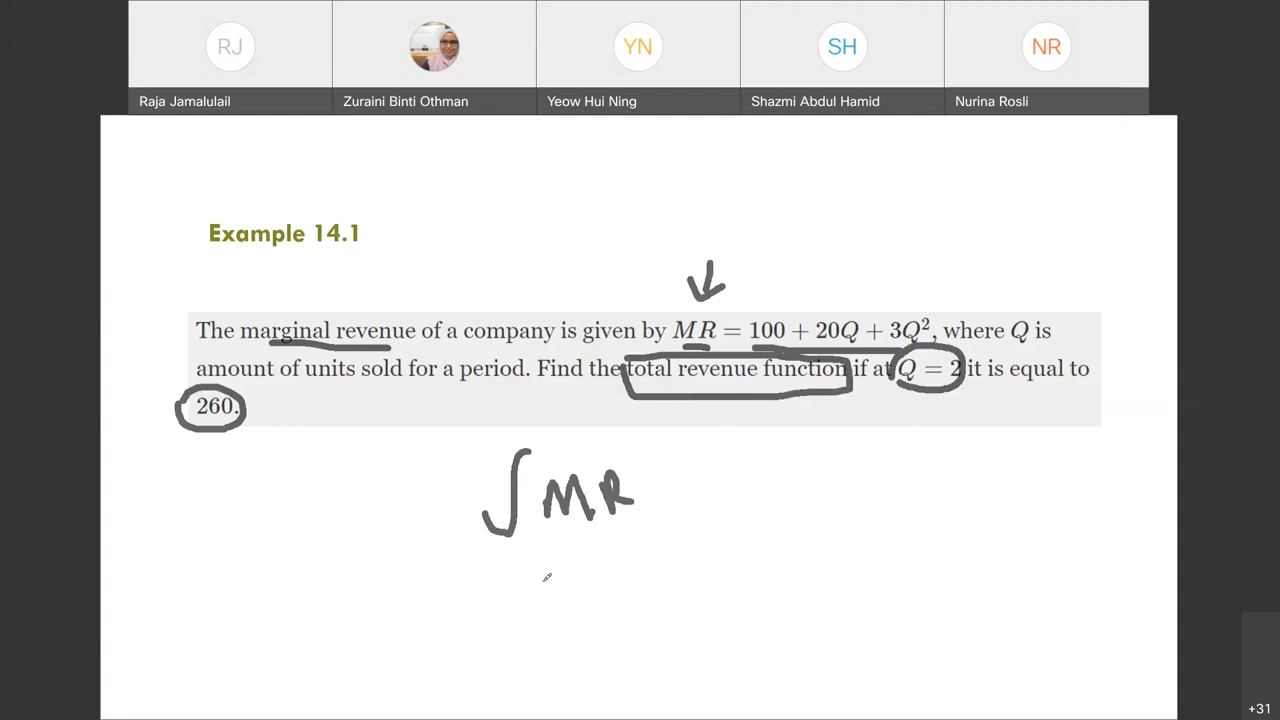 RJ YN SH NR
Raja Jamalulail Zuraini Binti Othman Yeow Hui Ning Shazmi Abdul Hamid Nurina Rosli
Example 14.1
The marginal revenue of a company is given by MR = 100 + 20Q + 3Q², where Q is
amount of units sold for a period. Find the total revenue function if at Q = 2 it is equal to
260.
∫ MR
+31